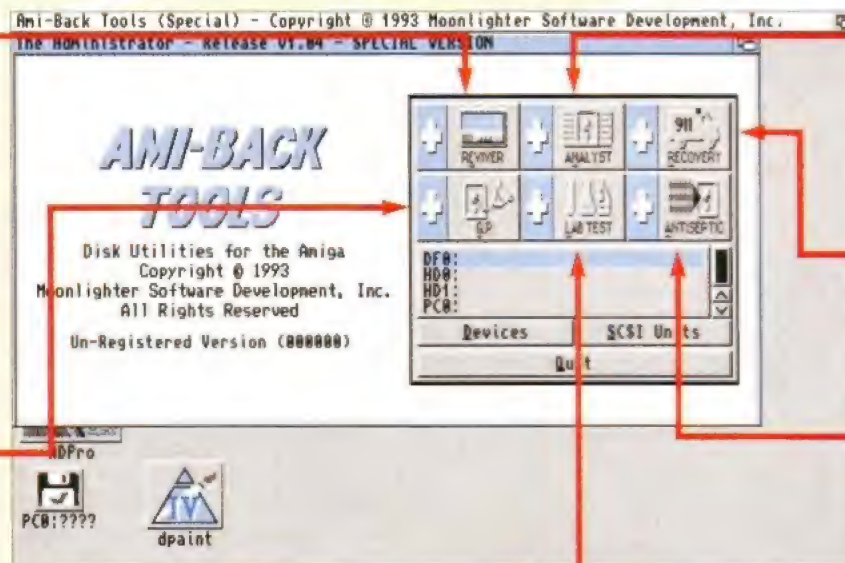 Ami-Back Tools (Special) - Copyright © 1993 Moonlighter Software Development, Inc.
The Administrator - Release V1.04 - SPECIAL VERSION
AMI-BACK
TOOLS
Disk Utilities for the Amiga
Copyright © 1993
Moonlighter Software Development, Inc.
All Rights Reserved
Un-Registered Version (000000)
REVIVER
ANALYST
911
RECOVERY
G.P
LAB TEST
ANTISEPTIC
DF0:
HD0:
HD1:
PC0:
Devices
SCSI Units
Quit
HDPro
PC0:????
IV
dpaint